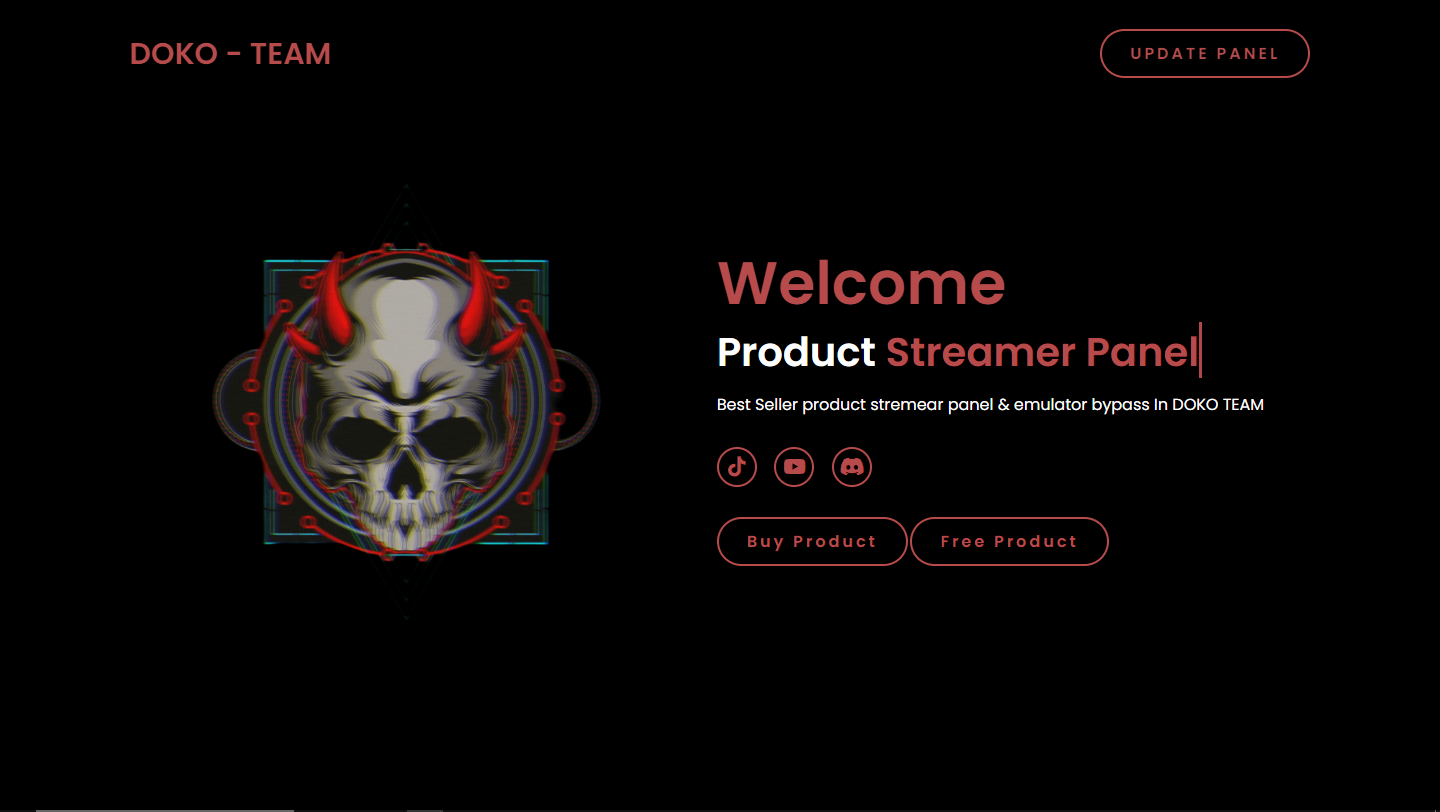 DOKO - TEAM
UPDATE PANEL
Welcome
Product Streamer Panel
Best Seller product stremear panel & emulator bypass In DOKO TEAM
Buy Product
Free Product